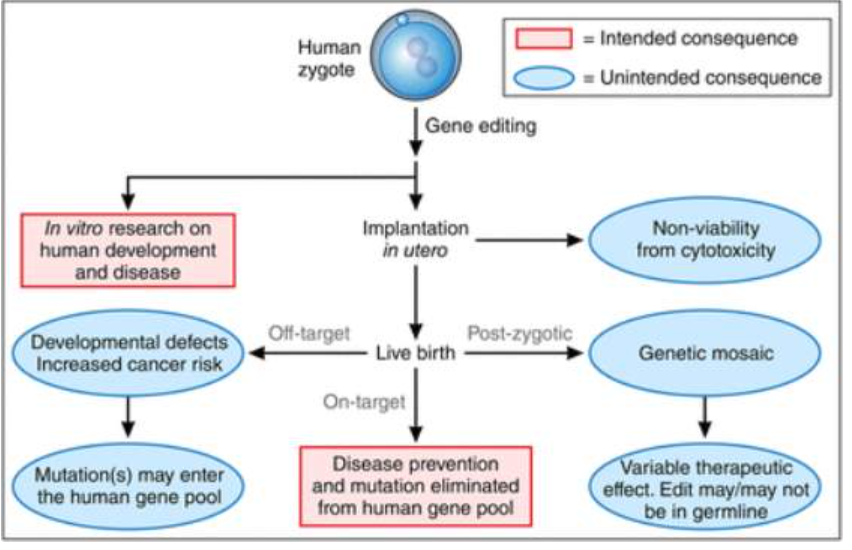 Human
zygote
= Intended consequence
= Unintended consequence
Gene editing
In vitro research on
human development
and disease
Implantation
in utero
Non-viability
from cytotoxicity
Developmental defects
Increased cancer risk
Off-target
Live birth
Post-zygotic
Genetic mosaic
On-target
Mutation(s) may enter
the human gene pool
Disease prevention
and mutation eliminated
from human gene pool
Variable therapeutic
effect. Edit may/may not
be in germline